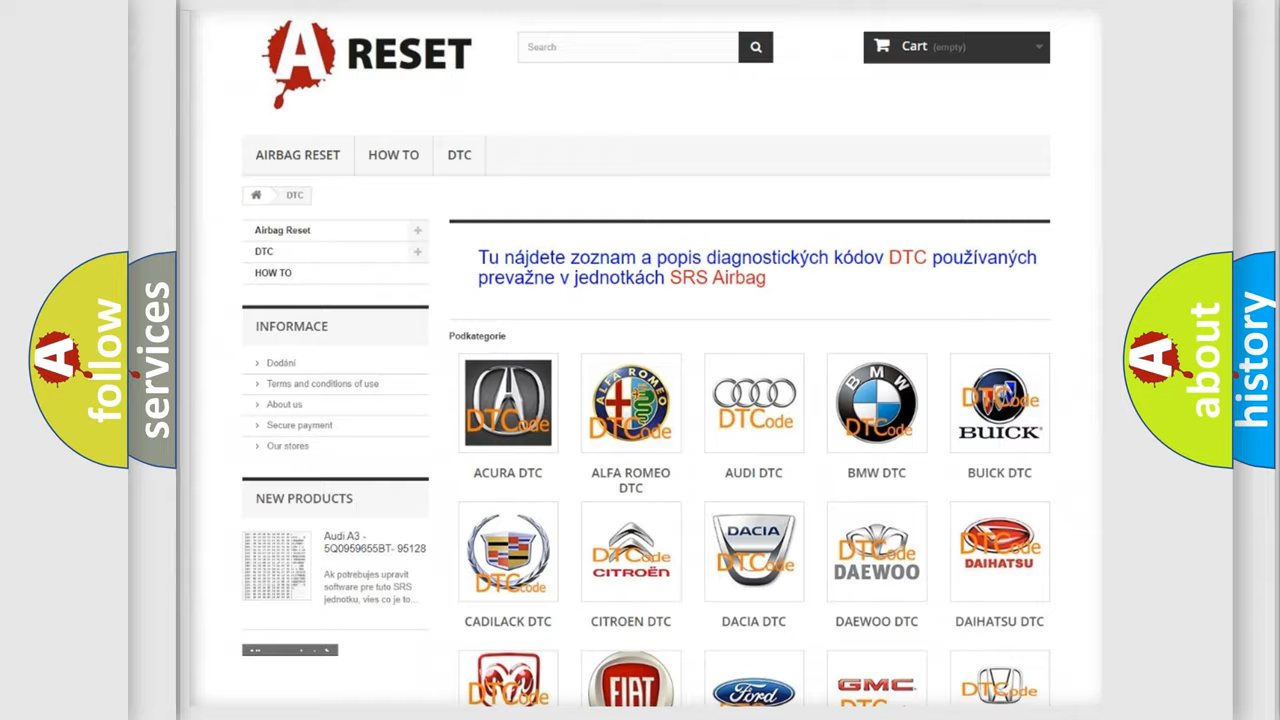 A RESET
Search
Cart (empty)
AIRBAG RESET
HOW TO
DTC
DTC
Airbag Reset
DTC
HOW TO
INFORMACE
Dodání
Terms and conditions of use
About us
Secure payment
Our stores
NEW PRODUCTS
Audi A3 -
5Q0959655BT- 95128
Ak potrebujes upravit
software pre tuto SRS
jednotku, vies co je to...
Tu nájdete zoznam a popis diagnostických kódov DTC používaných
prevažne v jednotkách SRS Airbag
Podkategorie
DTCode
ALFA ROMEO
DTCode
DTCode
BMW
DTCode
DTCode
BUICK
ACURA DTC
ALFA ROMEO
DTC
AUDI DTC
BMW DTC
BUICK DTC
DTCode
DTCode
CITROËN
DACIA
DTCode
DTCode
DAEWOO
DTCode
DAIHATSU
CADILACK DTC
CITROEN DTC
DACIA DTC
DAEWOO DTC
DAIHATSU DTC
DTCode
FIAT
Ford
GMC
DTCode
A follow
services
A about
history